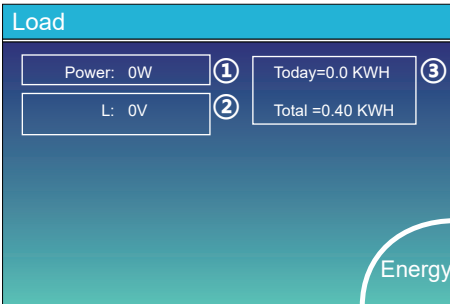 Load
Power: 0W ① Today=0.0 KWH ③
L: 0V ② Total =0.40 KWH
Energy